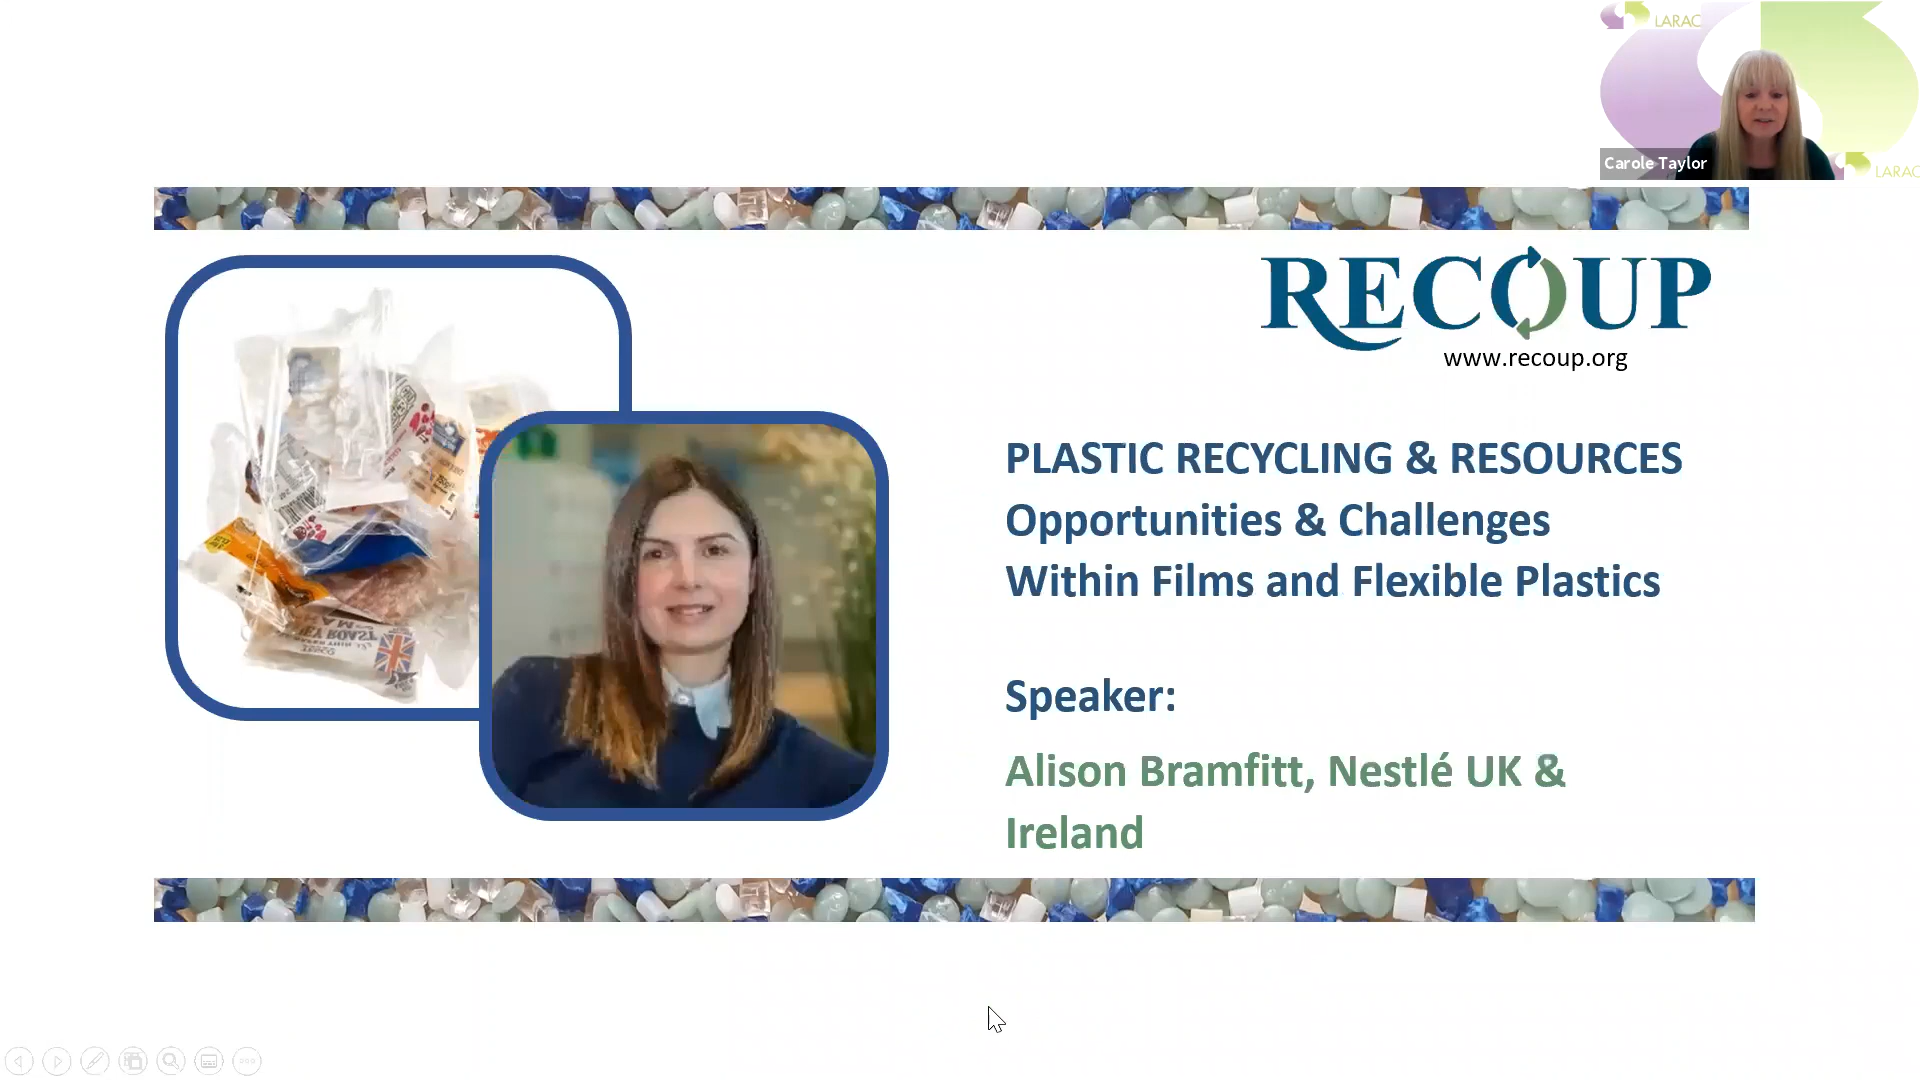 LARAC
Carole Taylor
LARAC
RECOUP
www.recoup.org
PLASTIC RECYCLING & RESOURCES
Opportunities & Challenges
Within Films and Flexible Plastics
Speaker:
Alison Bramfitt, Nestlé UK &
Ireland